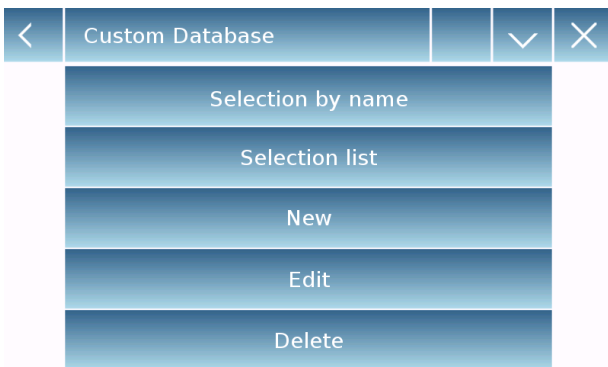 Custom Database
Selection by name
Selection list
New
Edit
Delete